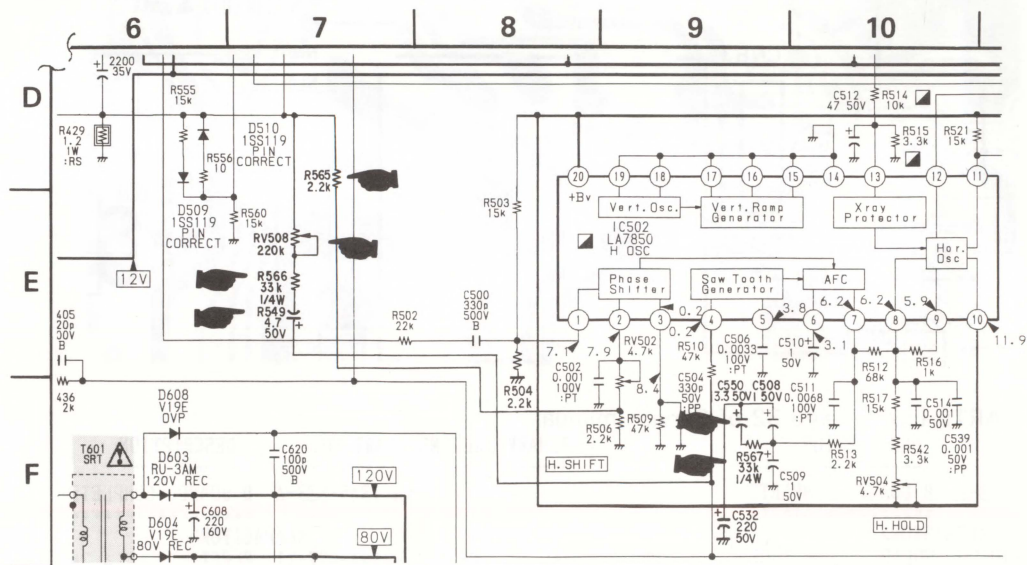 6 7 8 9 10
D
E
F
2200
35V
R429
1.2
1W
:RS
R555
15k
R556
10
D510
1SS119
PIN
CORRECT
D509
1SS119
PIN
CORRECT
R560
15k
R565
2.2k
RV508
220k
R566
33k
1/4W
R549
4.7
50V
12V
R503
15k
R502
22k
C500
330p
500V
B
R504
2.2k
405
20p
00V
B
436
2k
D608
V19E
OVP
T601
SRT
D603
RU-3AM
120V REC
C608
220
160V
D604
V19E
80V REC
C620
100p
500V
B
120V
80V
C512
47 50V
R514
10k
R515
3.3k
R521
15k
20 19 18 17 16 15 14 13 12 11
+Bv
Vert. Osc.
Vert. Ramp
Generator
Xray
Protector
IC502
LA7850
H OSC
Hor.
Osc
Phase
Shifter
Saw Tooth
Generator
AFC
1 2 3 4 5 6 7 8 9 10
7.1
7.9
0.2
0.2
3.8
3.1
6.2
6.2
5.9
11.9
8.4
C502
0.001
100V
:PT
RV502
4.7k
R506
2.2k
R509
47k
C504
330p
50V
:PP
R510
47k
C506
0.0033
100V
:PT
C510
1
50V
C550
3.3 50V
C508
1 50V
R567
33k
1/4W
C509
1
50V
C511
0.0068
100V
:PT
R513
2.2k
R512
68k
R516
1k
R517
15k
C514
0.001
50V
R542
3.3k
C539
0.001
50V
:PP
RV504
4.7k
C532
220
50V
H. SHIFT
H. HOLD